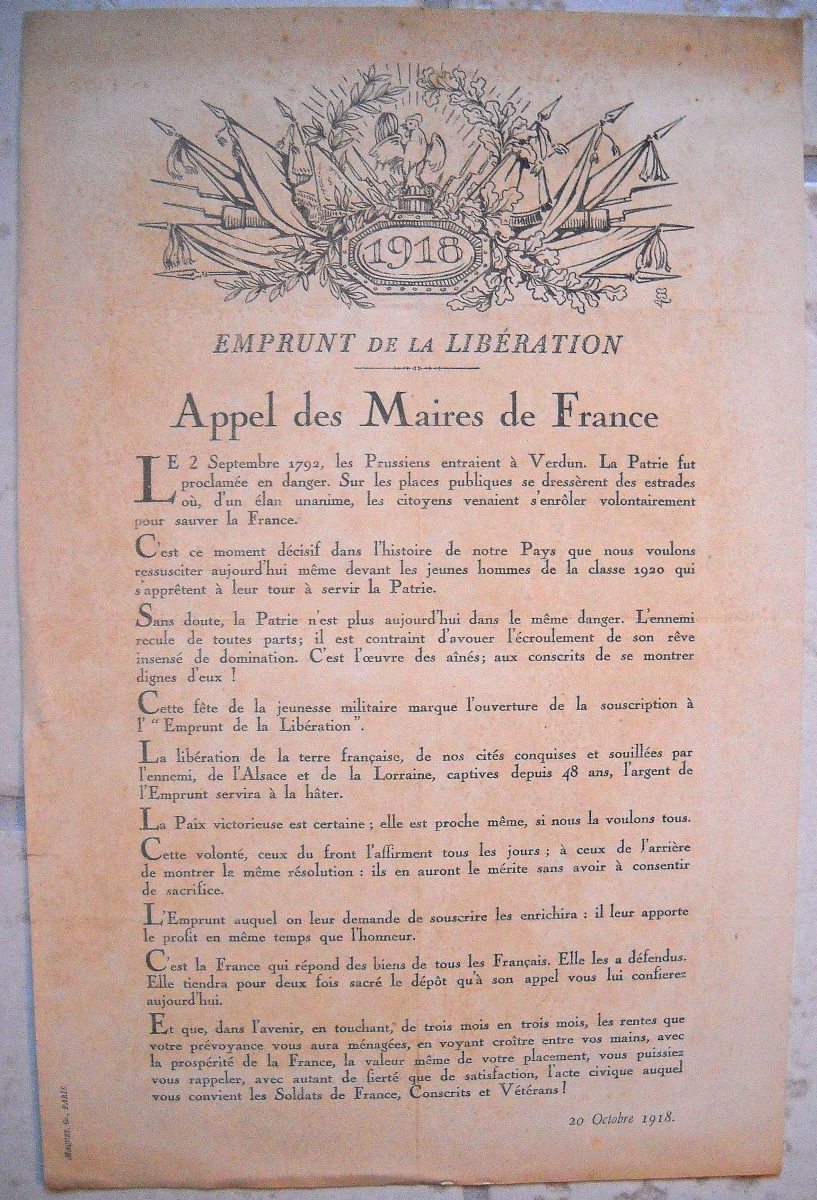 1918
EMPRUNT DE LA LIBÉRATION
Appel des Maires de France
LE 2 Septembre 1792, les Prussiens entraient à Verdun. La Patrie fut
proclamée en danger. Sur les places publiques se dressèrent des estrades
où, d'un élan unanime, les citoyens venaient s'enrôler volontairement
pour sauver la France.
C'est ce moment décisif dans l'histoire de notre Pays que nous voulons
ressusciter aujourd'hui même devant les jeunes hommes de la classe 1920 qui
s'apprêtent à leur tour à servir la Patrie.
Sans doute, la Patrie n'est plus aujourd'hui dans le même danger. L'ennemi
recule de toutes parts; il est contraint d'avouer l'écroulement de son rêve
insensé de domination. C'est l'œuvre des aînés; aux conscrits de se montrer
dignes d'eux !
Cette fête de la jeunesse militaire marque l'ouverture de la souscription à
l' " Emprunt de la Libération ".
La libération de la terre française, de nos cités conquises et souillées par
l'ennemi, de l'Alsace et de la Lorraine, captives depuis 48 ans, l'argent de
l'Emprunt servira à la hâter.
La Paix victorieuse est certaine ; elle est proche même, si nous la voulons tous.
Cette volonté, ceux du front l'affirment tous les jours ; à ceux de l'arrière
de montrer la même résolution : ils en auront le mérite sans avoir à consentir
de sacrifice.
L'Emprunt auquel on leur demande de souscrire les enrichira : il leur apporte
le profit en même temps que l'honneur.
C'est la France qui répond des biens de tous les Français. Elle les a défendus.
Elle tiendra pour deux fois sacré le dépôt qu'à son appel vous lui confierez
aujourd'hui.
Et que, dans l'avenir, en touchant, de trois mois en trois mois, les rentes que
votre prévoyance vous aura ménagées, en voyant croître entre vos mains, avec
la prospérité de la France, la valeur même de votre placement, vous puissiez
vous rappeler, avec autant de fierté que de satisfaction, l'acte civique auquel
vous convient les Soldats de France, Conscrits et Vétérans !
20 Octobre 1918.
MAQUET, G., PARIS